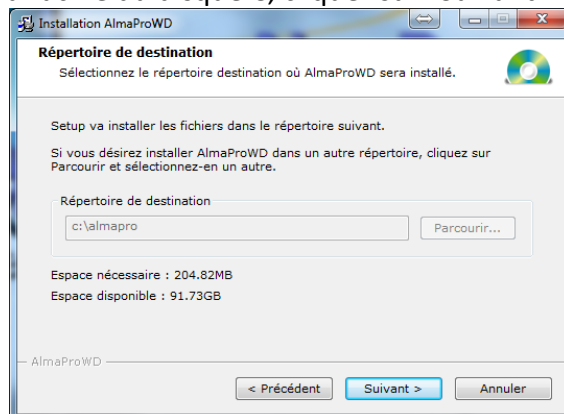 Installation AlmaProWD
Répertoire de destination
Sélectionnez le répertoire destination où AlmaProWD sera installé.
Setup va installer les fichiers dans le répertoire suivant.
Si vous désirez installer AlmaProWD dans un autre répertoire, cliquez sur
Parcourir et sélectionnez-en un autre.
Répertoire de destination
c:\almapro
Parcourir...
Espace nécessaire : 204.82MB
Espace disponible : 91.73GB
AlmaProWD
< Précédent
Suivant >
Annuler